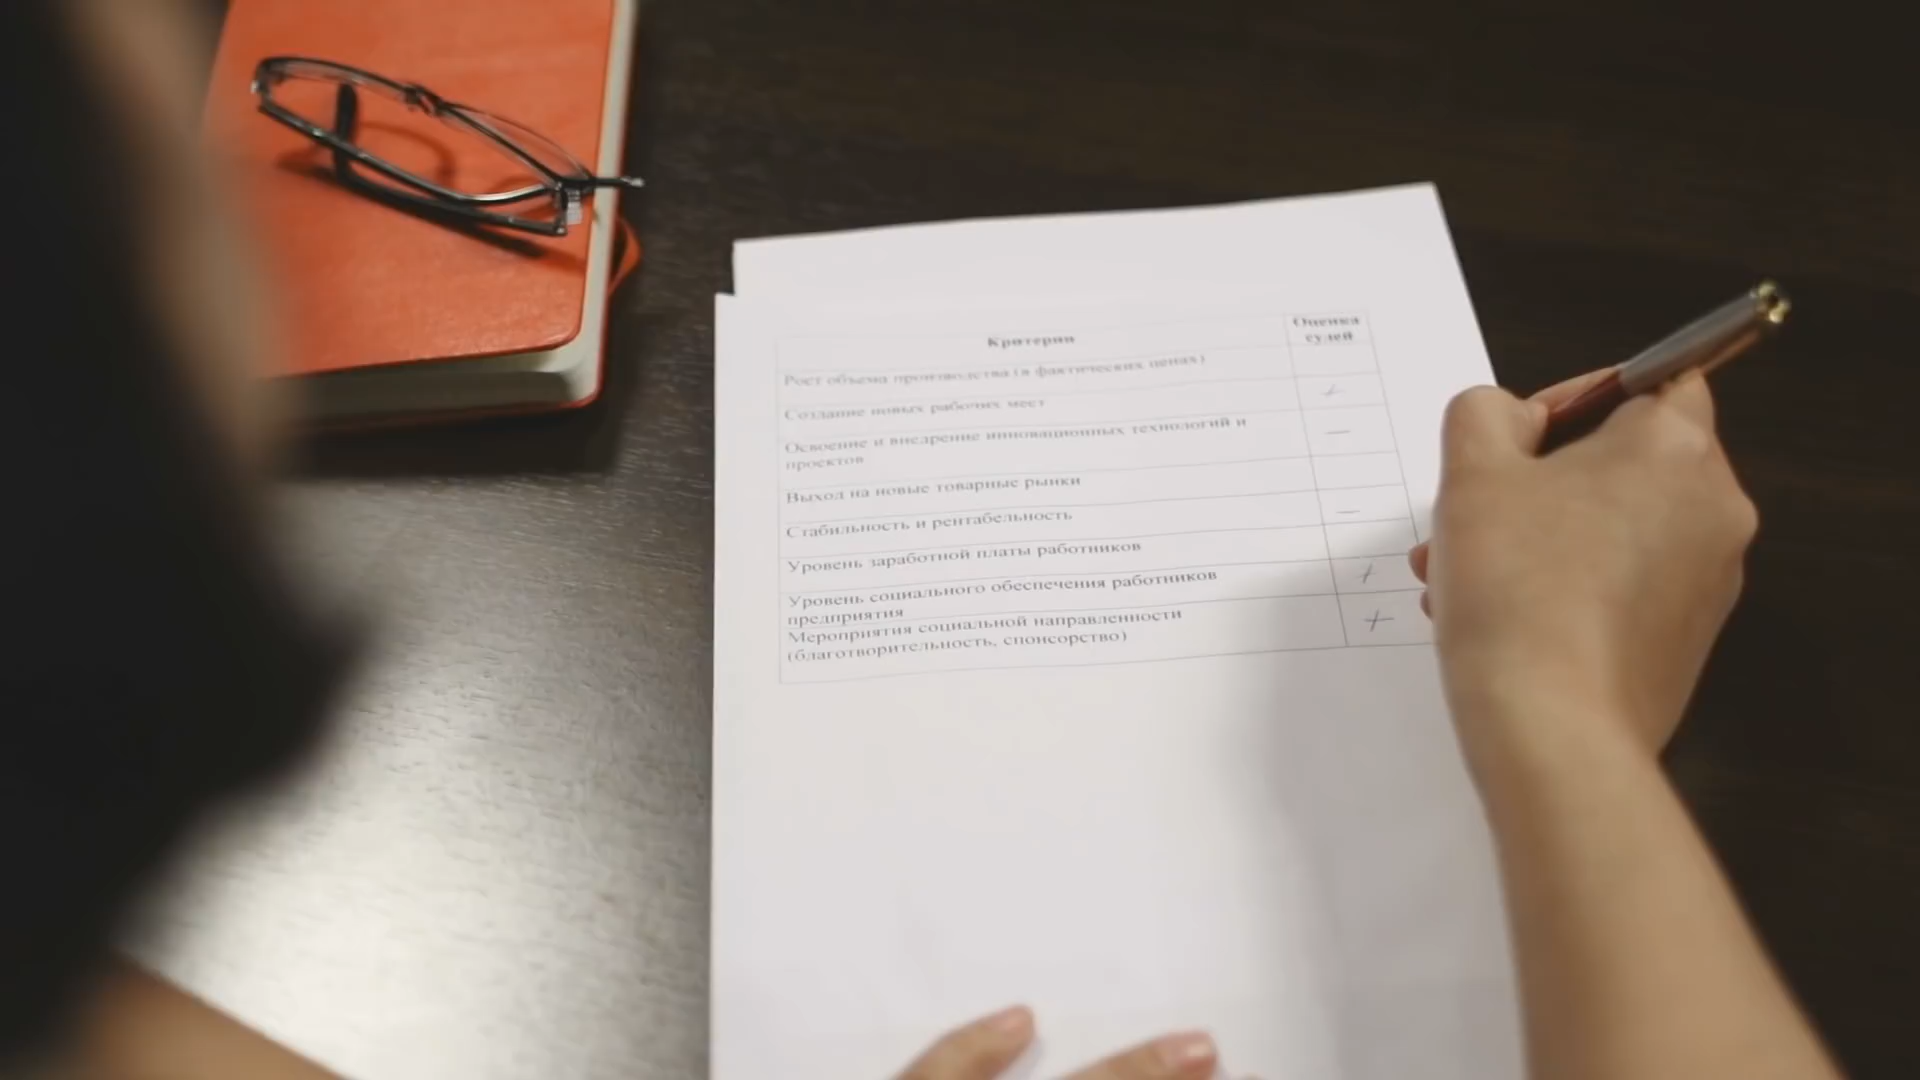 Критерии
Оценка
судей
Рост объема производства (в фактических ценах)
Создание новых рабочих мест
+
Освоение и внедрение инновационных технологий и
проектов
—
Выход на новые товарные рынки
Стабильность и рентабельность
—
Уровень заработной платы работников
Уровень социального обеспечения работников
предприятия
+
Мероприятия социальной направленности
(благотворительность, спонсорство)
+